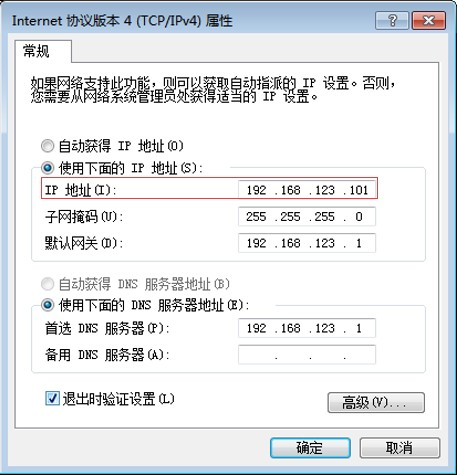 Internet 协议版本 4 (TCP/IPv4) 属性
常规
如果网络支持此功能，则可以获取自动指派的 IP 设置。否则，
您需要从网络系统管理员处获得适当的 IP 设置。
自动获得 IP 地址(O)
使用下面的 IP 地址(S):
IP 地址(I): 192 . 168 . 123 . 101
子网掩码(U): 255 . 255 . 255 . 0
默认网关(D): 192 . 168 . 123 . 1
自动获得 DNS 服务器地址(B)
使用下面的 DNS 服务器地址(E):
首选 DNS 服务器(P): 192 . 168 . 123 . 1
备用 DNS 服务器(A): . . .
退出时验证设置(L)
高级(V)...
确定 取消